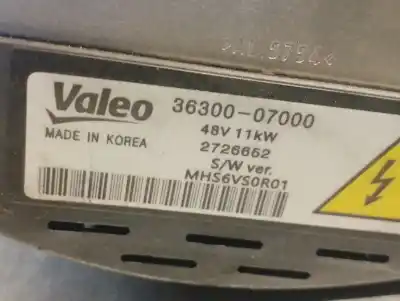 Valeo
36300-07000
MADE IN KOREA
48V 11kW
2726652
S/W ver.
MHS6VS0R01